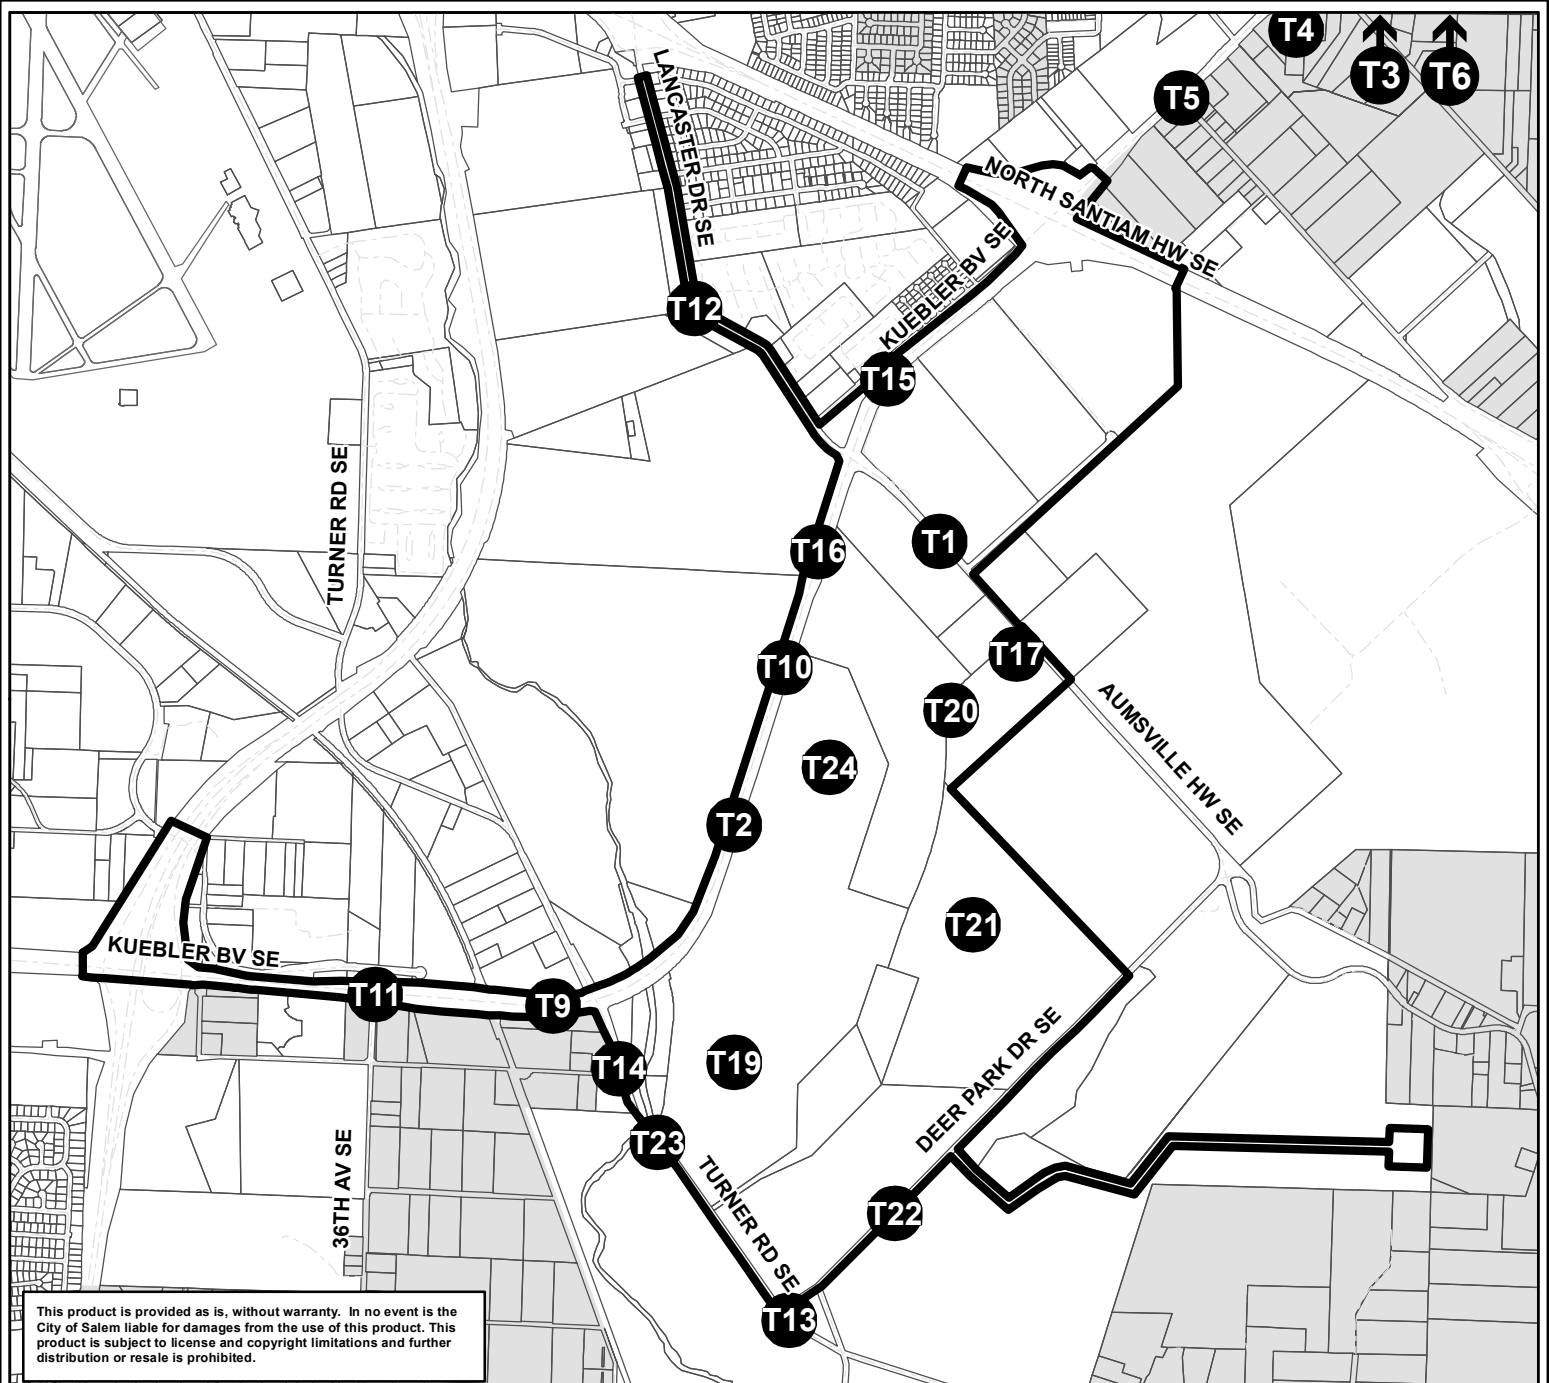 T4
T3
T6
T5
LANCASTER DR SE
NORTH SANTIAM HW SE
KUEBLER BV SE
T12
T15
TURNER RD SE
T1
T16
T17
T10
T20
AUMSVILLE HW SE
T24
T2
T21
KUEBLER BV SE
T11
T9
DEER PARK DR SE
T14
T19
T23
36TH AV SE
TURNER RD SE
T22
T13
This product is provided as is, without warranty. In no event is the
City of Salem liable for damages from the use of this product. This
product is subject to license and copyright limitations and further
distribution or resale is prohibited.